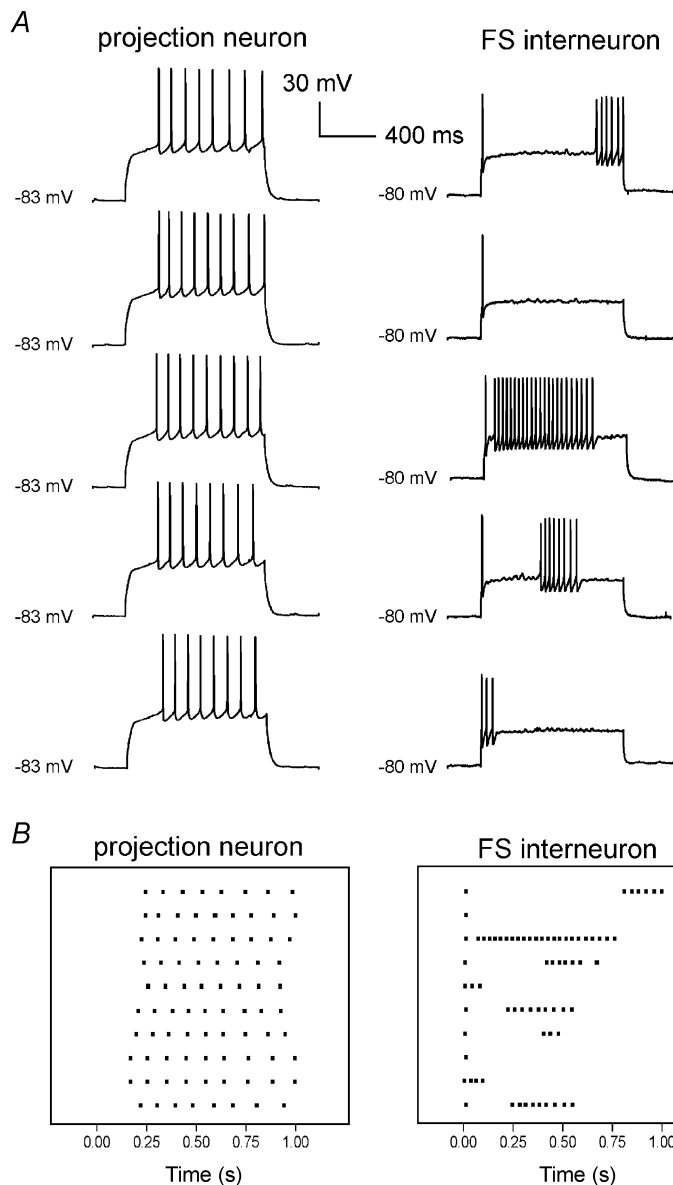 A
projection neuron
FS interneuron
30 mV
400 ms
-83 mV
-80 mV
-83 mV
-80 mV
-83 mV
-80 mV
-83 mV
-80 mV
-83 mV
-80 mV
B
projection neuron
FS interneuron
0.00 0.25 0.50 0.75 1.00
0.00 0.25 0.50 0.75 1.00
Time (s)
Time (s)